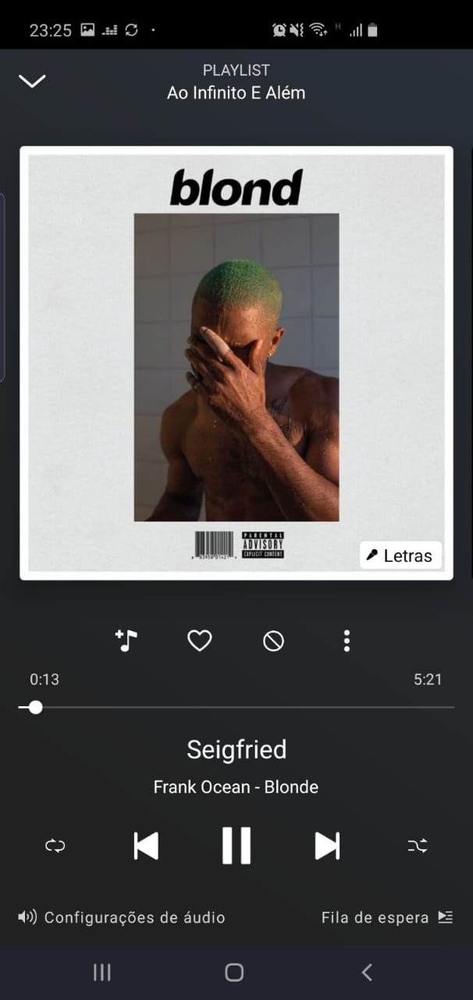 23:25
H
PLAYLIST
Ao Infinito E Além
blond
PARENTAL
ADVISORY
EXPLICIT CONTENT
Letras
0:13
5:21
Seigfried
Frank Ocean - Blonde
Configurações de áudio
Fila de espera